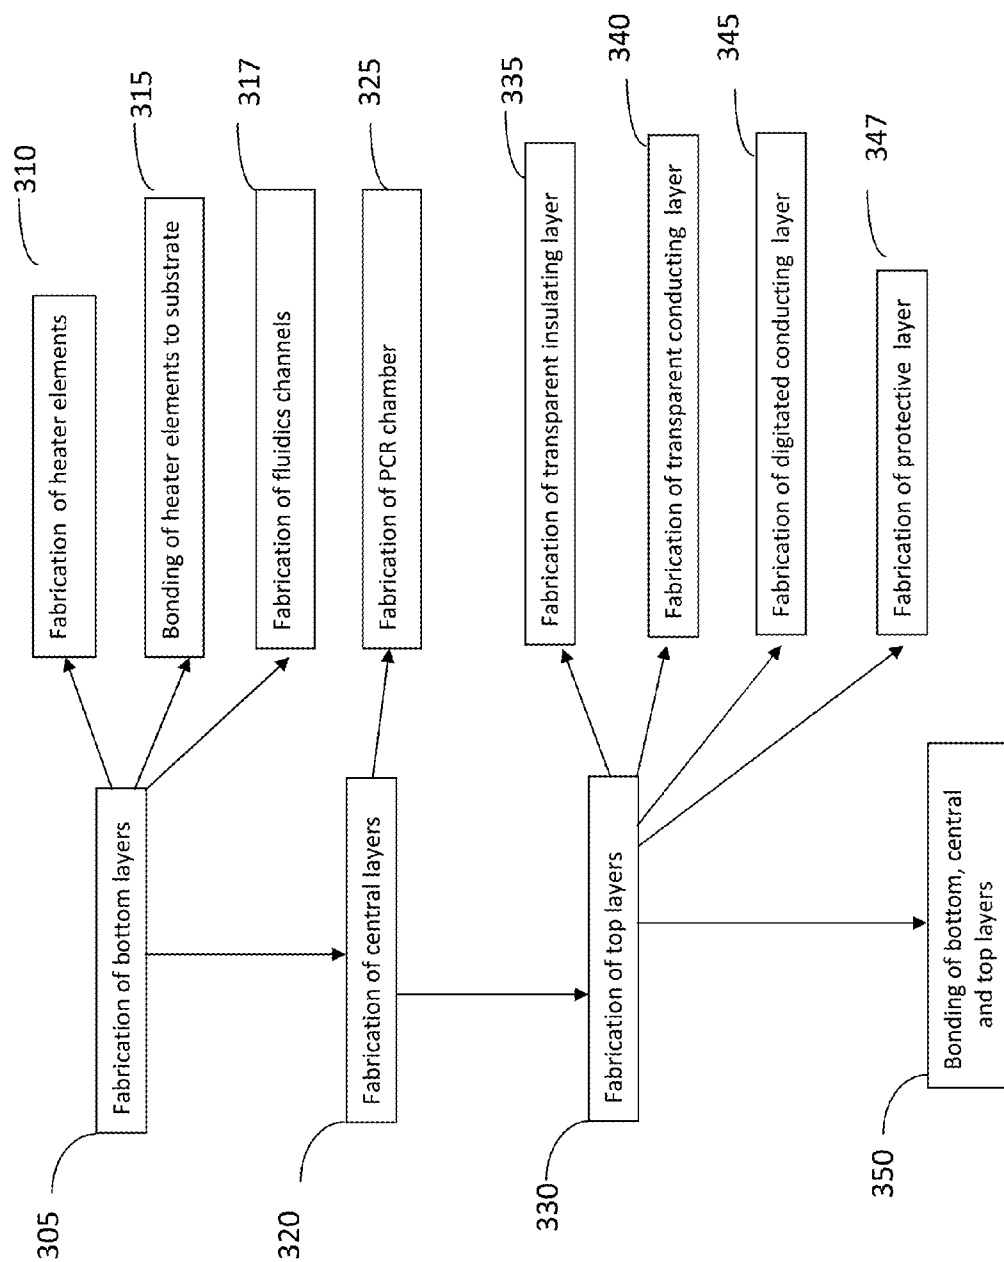 305
Fabrication of bottom layers
310
Fabrication of heater elements
315
Bonding of heater elements to substrate
317
Fabrication of fluidics channels
320
Fabrication of central layers
325
Fabrication of PCR chamber
330
Fabrication of top layers
335
Fabrication of transparent insulating layer
340
Fabrication of transparent conducting layer
345
Fabrication of digitated conducting layer
347
Fabrication of protective layer
350
Bonding of bottom, central
and top layers